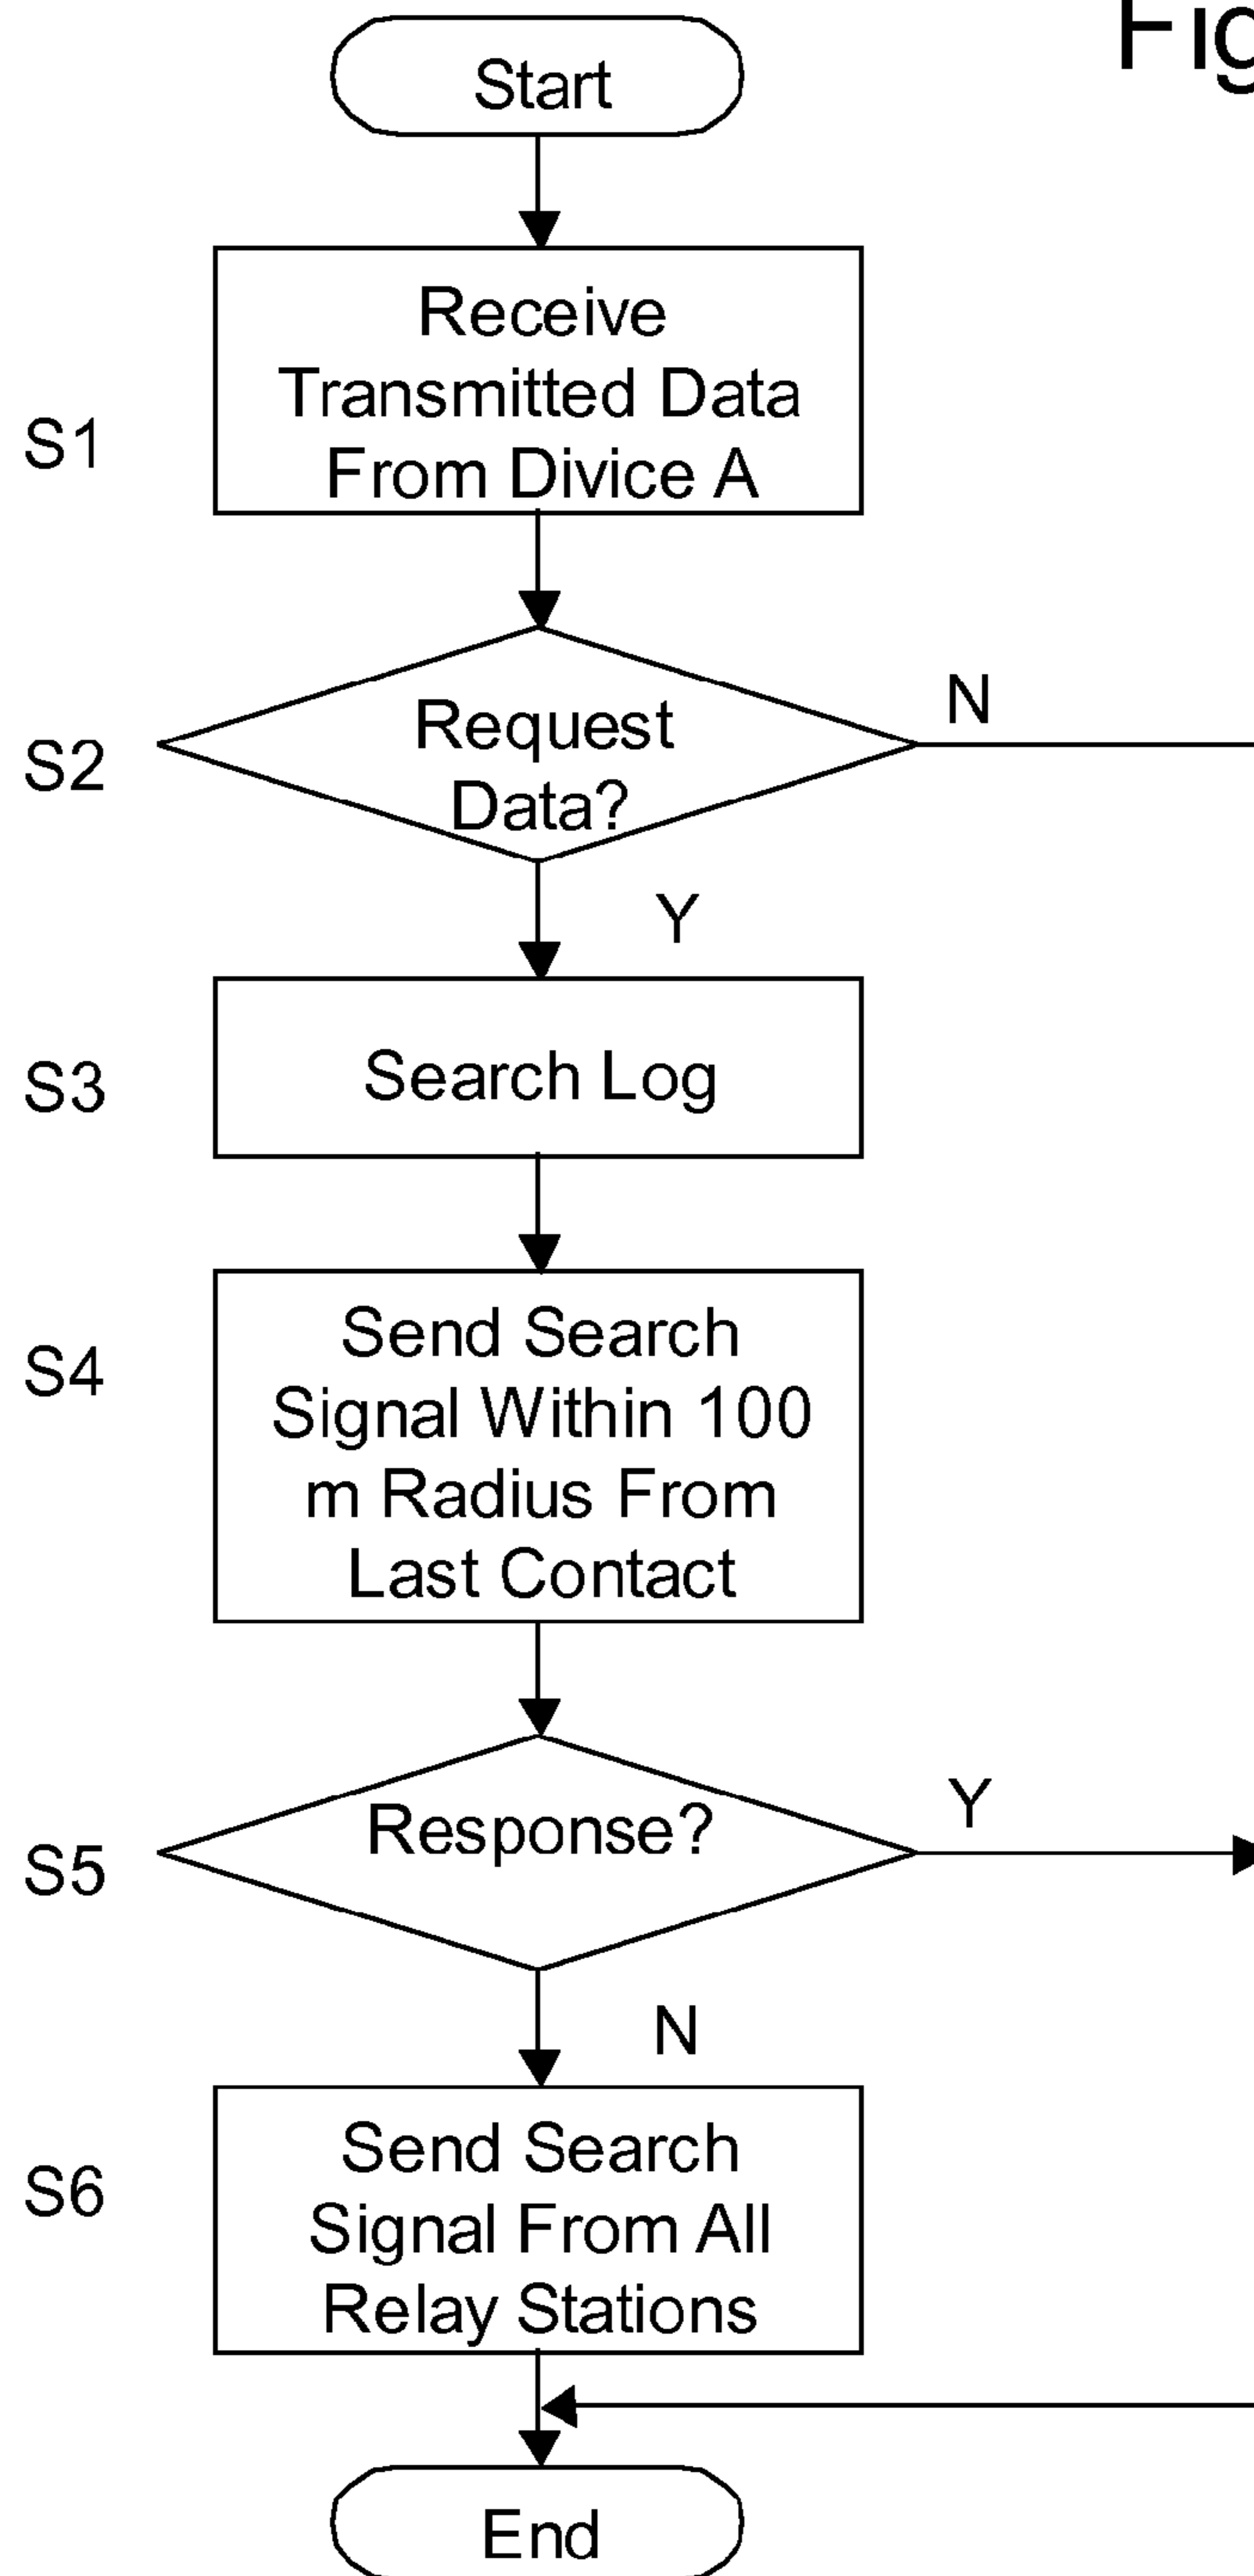 Fig
Start
Receive
Transmitted Data
From Divice A
S1
Request
Data?
N
S2
Y
Search Log
S3
Send Search
Signal Within 100
m Radius From
Last Contact
S4
Response?
Y
S5
N
Send Search
Signal From All
Relay Stations
S6
End